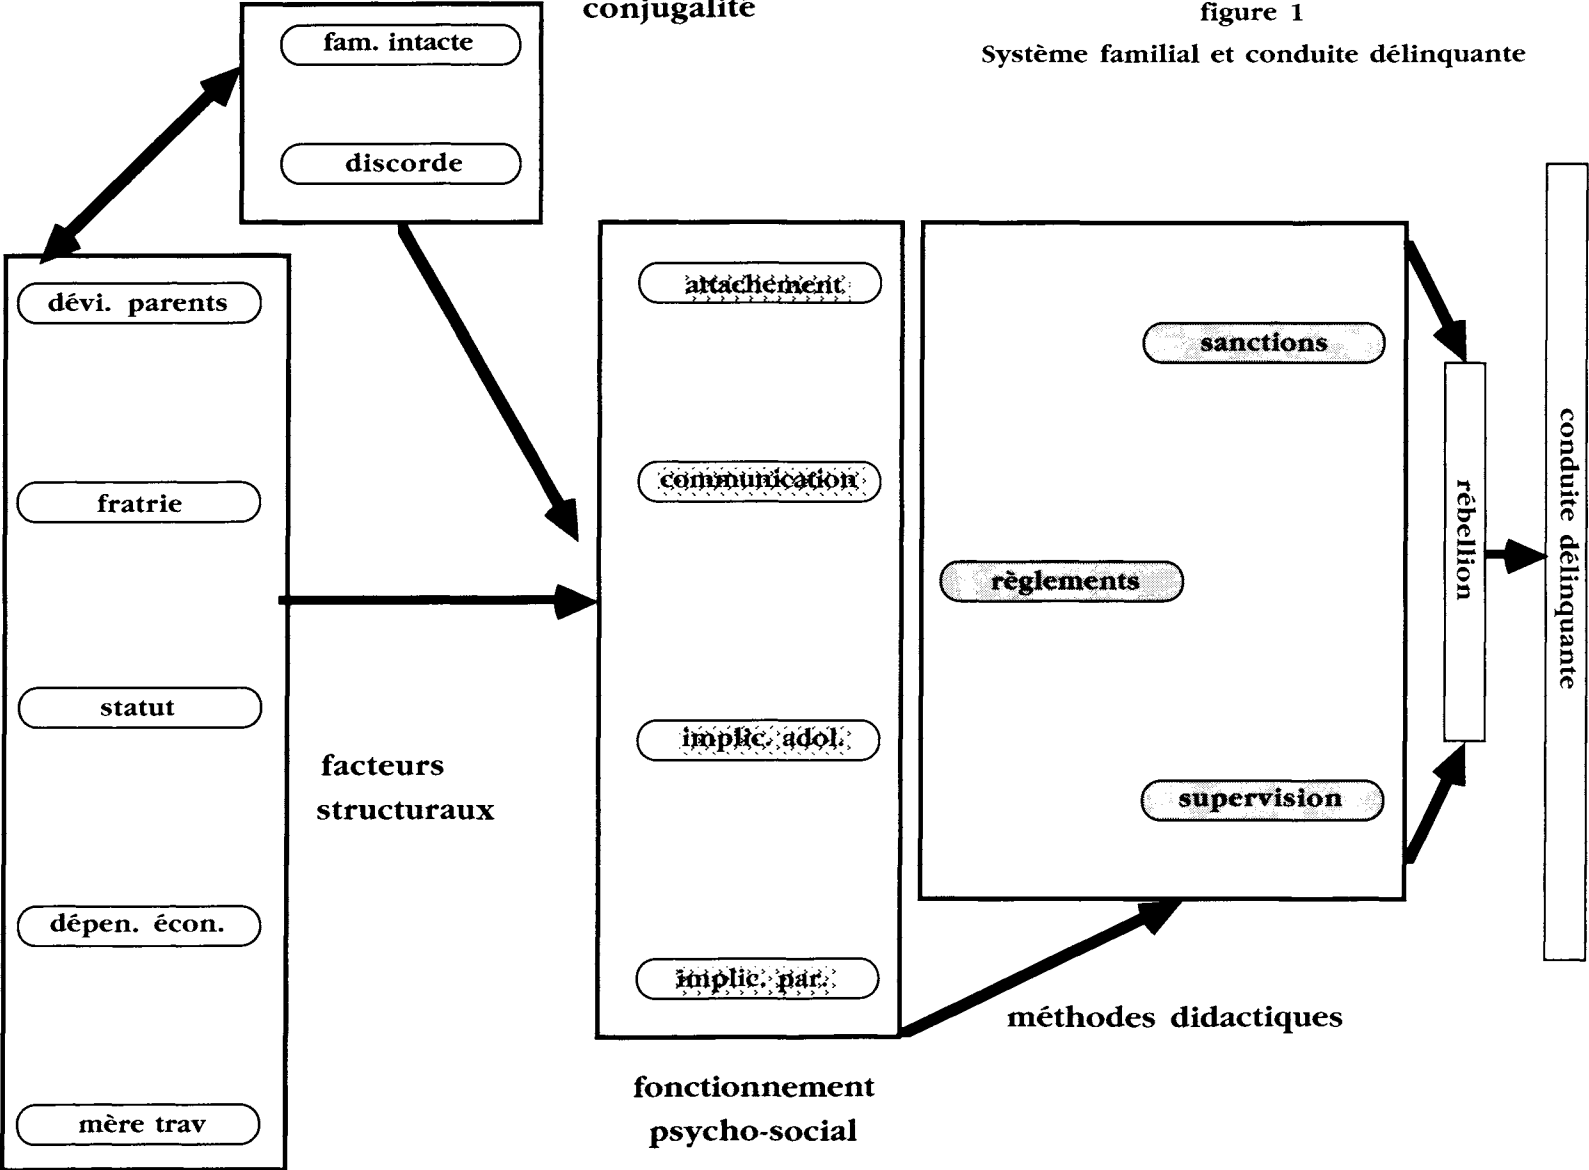 conjugalité
figure 1
Système familial et conduite délinquante
fam. intacte
discorde
dévi. parents
fratrie
statut
dépen. écon.
mère trav
facteurs
structuraux
attachement
communication
implic. adol.
implic. par.
fonctionnement
psycho-social
sanctions
règlements
supervision
méthodes didactiques
rébellion
conduite délinquante